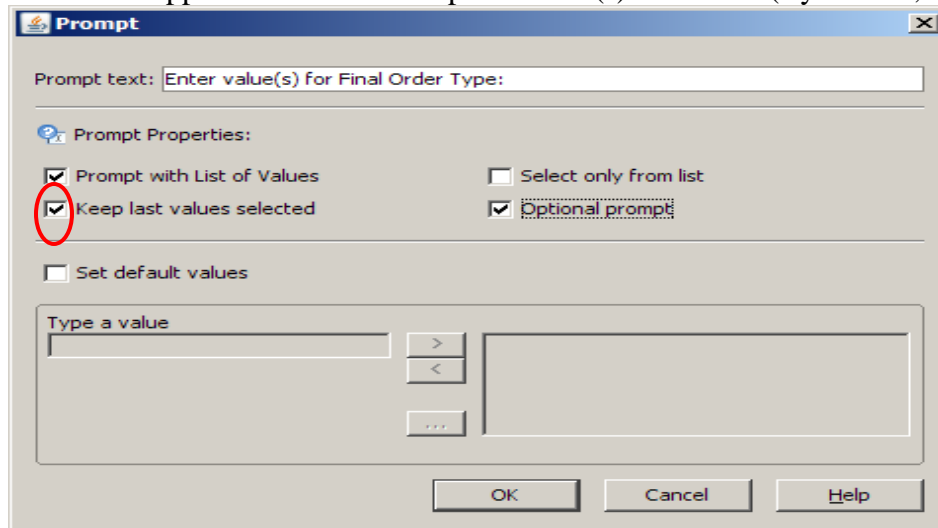 Prompt
Prompt text: Enter value(s) for Final Order Type:
Prompt Properties:
Prompt with List of Values
Select only from list
Keep last values selected
Optional prompt
Set default values
Type a value
>
<
...
OK
Cancel
Help